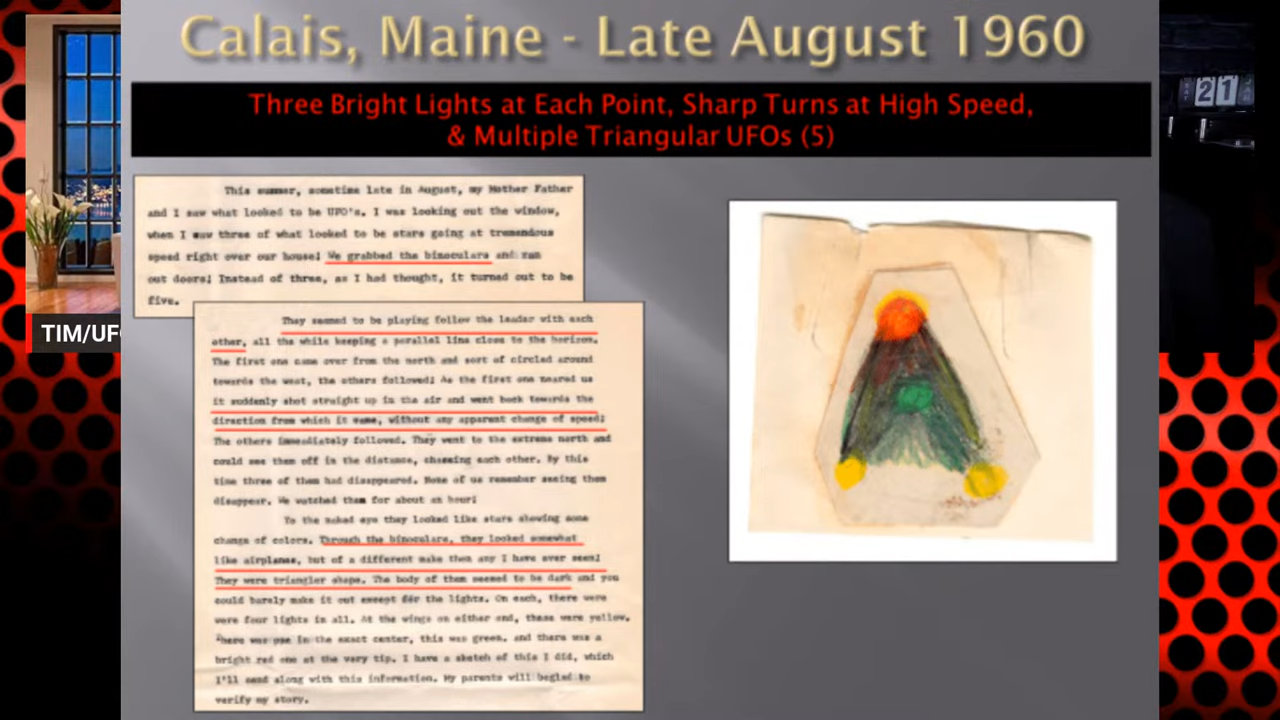 Calais, Maine - Late August 1960
Three Bright Lights at Each Point, Sharp Turns at High Speed,
& Multiple Triangular UFOs (5)
This summer, sometime late in August, my Mother Father
and I saw what looked to be UFO's. I was looking out the window,
when I saw three of what looked to be stars going at tremendous
speed right over our house! We grabbed the binoculars and ran
out doors! Instead of three, as I had thought, it turned out to be
five.
They seemed to be playing follow the leader with each
other, all the while keeping a parallel line close to the horizon.
The first one came over from the north and sort of circled around
towards the west, the others followed! As the first one neared us
it suddenly shot straight up in the air and went back towards the
direction from which it came, without any apparent change of speed!
The others immediately followed. They went to the extreme north and
could see them off in the distance, chasing each other. By this
time three of them had disappeared. None of us remember seeing them
disappear. We watched them for about an hour!
To the naked eye they looked like stars showing some
change of colors. Through the binoculars, they looked somewhat
like airplanes, but of a different make then any I have ever seen!
They were triangler shape. The body of them seemed to be dark and you
could barely make it out except for the lights. On each, there were
were four lights in all. At the wings on either end, these were yellow.
There was one in the exact center, this was green. and there was a
bright red one at the very tip. I have a sketch of this I did, which
I'll send along with this information. My parents will be glad to
verify my story.
TIM/UF
21